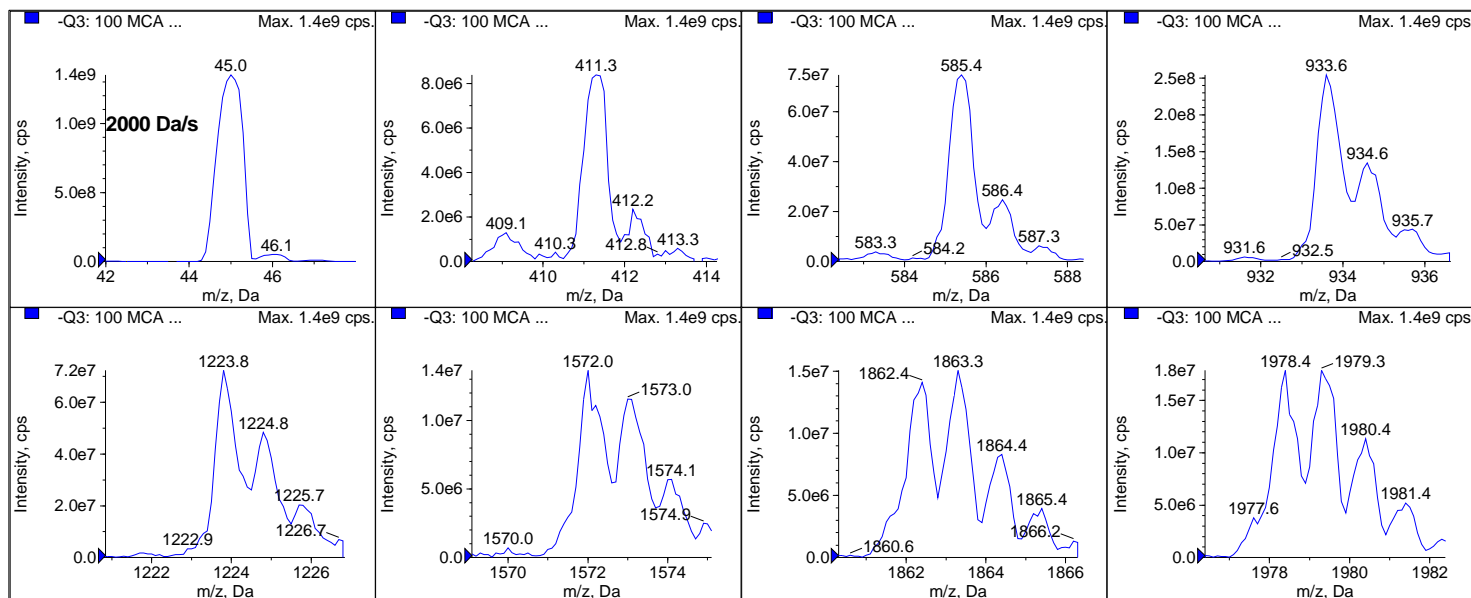 -Q3: 100 MCA ... Max. 1.4e9 cps.
45.0
1.4e9
2000 Da/s
1.0e9
5.0e8
46.1
0.0
42 44 46
m/z, Da
Intensity, cps
-Q3: 100 MCA ... Max. 1.4e9 cps.
411.3
8.0e6
6.0e6
4.0e6
412.2
2.0e6
409.1
410.3 412.8 413.3
0.0
410 412 414
m/z, Da
Intensity, cps
-Q3: 100 MCA ... Max. 1.4e9 cps.
585.4
7.5e7
6.0e7
4.0e7
586.4
2.0e7
583.3 584.2 587.3
0.0
584 586 588
m/z, Da
Intensity, cps
-Q3: 100 MCA ... Max. 1.4e9 cps.
933.6
2.5e8
2.0e8
934.6
1.5e8
1.0e8
935.7
5.0e7
931.6 932.5
0.0
932 934 936
m/z, Da
Intensity, cps
-Q3: 100 MCA ... Max. 1.4e9 cps.
1223.8
7.2e7
6.0e7
1224.8
4.0e7
1225.7
2.0e7
1222.9 1226.7
0.0
1222 1224 1226
m/z, Da
Intensity, cps
-Q3: 100 MCA ... Max. 1.4e9 cps.
1572.0
1.4e7
1573.0
1.0e7
1574.1
5.0e6
1570.0 1574.9
0.0
1570 1572 1574
m/z, Da
Intensity, cps
-Q3: 100 MCA ... Max. 1.4e9 cps.
1862.4 1863.3
1.5e7
1.0e7
1864.4
5.0e6
1865.4
1860.6 1866.2
0.0
1862 1864 1866
m/z, Da
Intensity, cps
-Q3: 100 MCA ... Max. 1.4e9 cps.
1978.4 1979.3
1.8e7
1.5e7
1980.4
1.0e7
1981.4
5.0e6
1977.6
0.0
1978 1980 1982
m/z, Da
Intensity, cps